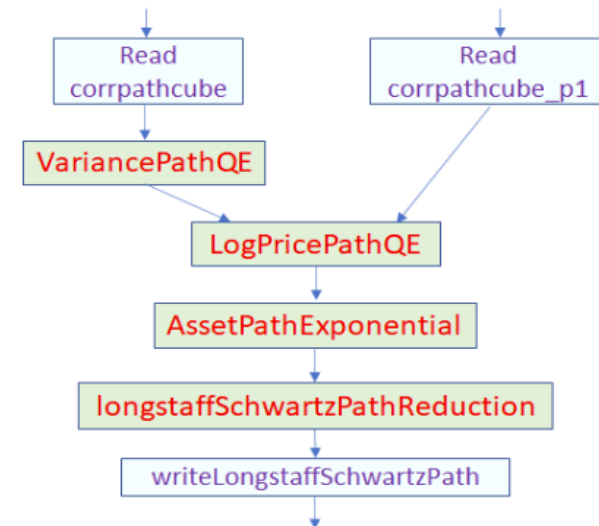 Read
corrpathcube
Read
corrpathcube_p1
VariancePathQE
LogPricePathQE
AssetPathExponential
longstaffSchwartzPathReduction
writeLongstaffSchwartzPath